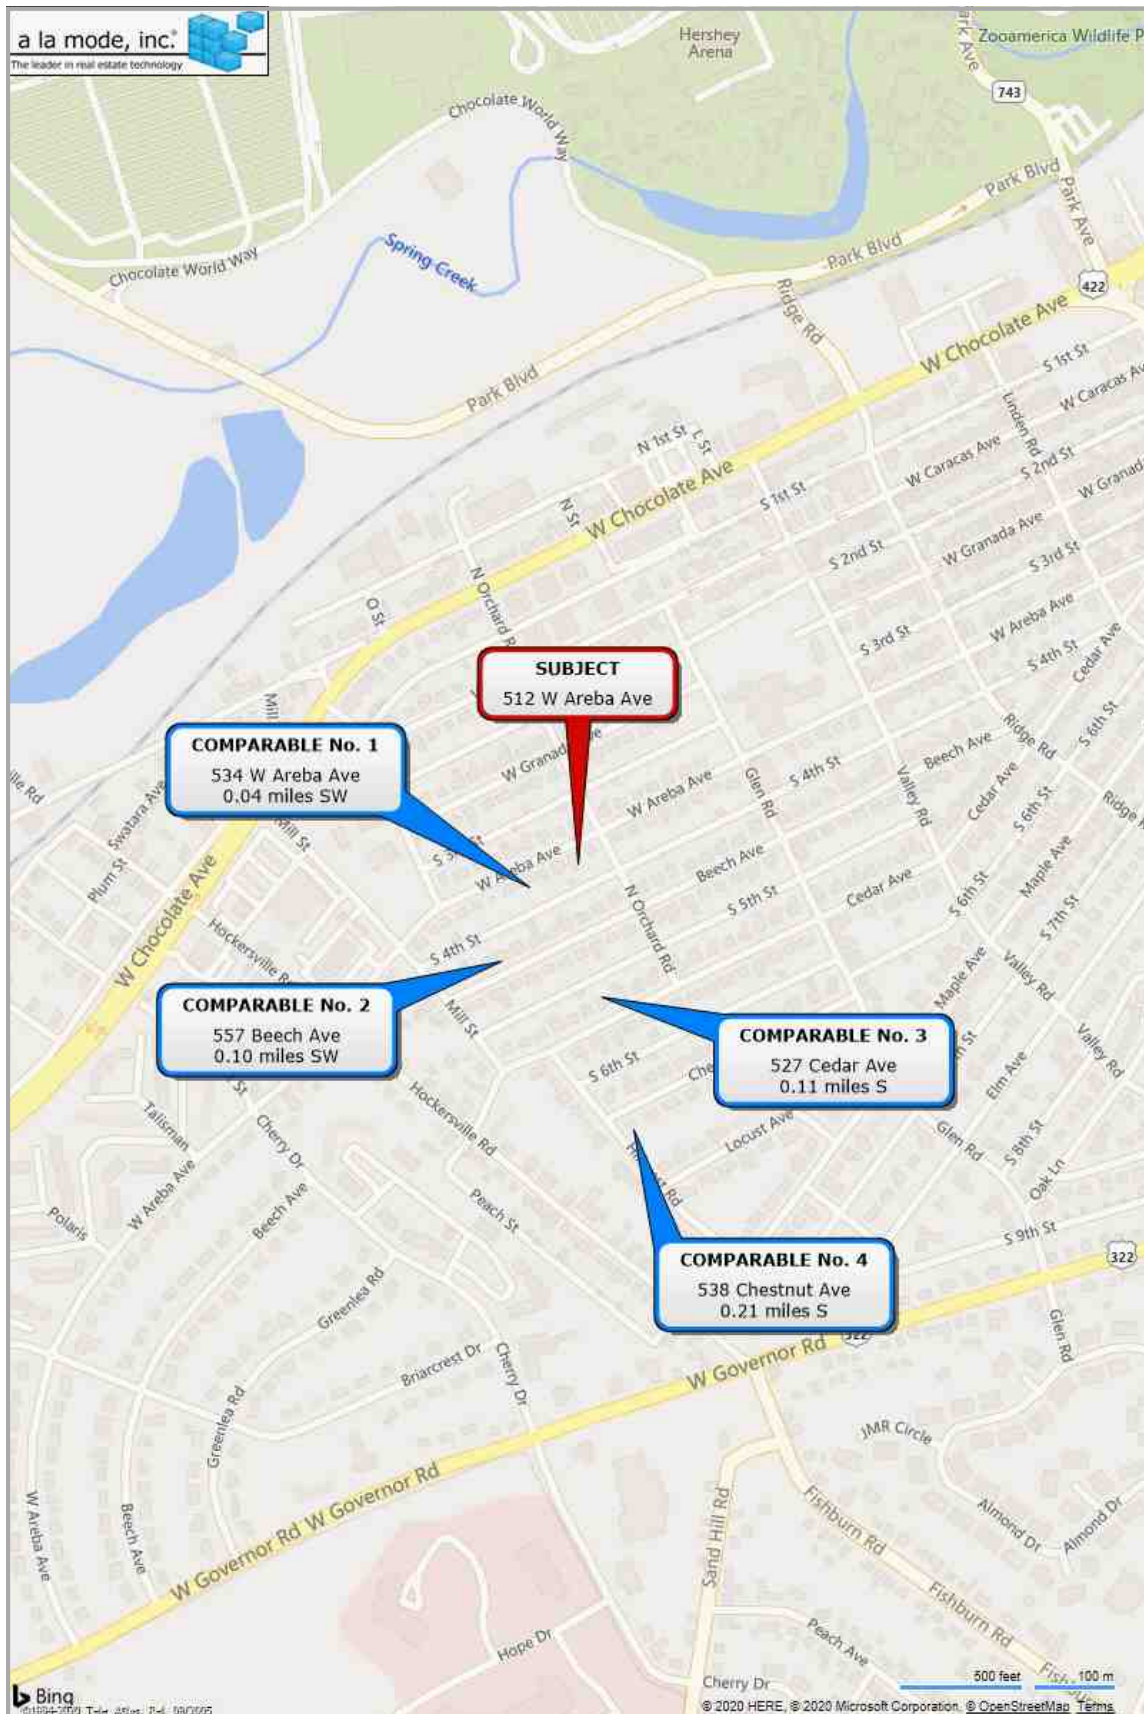 a la mode, inc.®
The leader in real estate technology
Hershey
Arena
Zooamerica Wildlife
Park Ave
743
Chocolate World Way
Park Blvd
Park Ave
Spring Creek
Chocolate World Way
Park Blvd
422
Ridge Rd
W Chocolate Ave
S 1st St
Park Blvd
W Caracas
Linden Rd
N 1st St
L St
W Caracas Ave
S 2nd St
W Chocolate Ave
S 1st St
W Granad
N St
W Granada Ave
S 2nd St
S 3rd St
N Orchard
O St
W Areba Ave
S 3rd St
S 4th St
Cedar Ave
SUBJECT
512 W Areba Ave
Mill
COMPARABLE No. 1
534 W Areba Ave
0.04 miles SW
Ridge Rd
S 6th St
W Granada Ave
Beech Ave
S 4th St
Glen Rd
Valley Rd
Cedar Ave
S 6th St
Ridge
W Areba Ave
Swatara Ave
Mill St
Plum St
W Areba Ave
Beech Ave
Maple Ave
S 5th St
Cedar Ave
S 6th St
S 7th St
W Chocolate Ave
N Orchard Rd
S 4th St
Hockersville
Maple Ave
Valley Rd
COMPARABLE No. 2
557 Beech Ave
0.10 miles SW
Mill St
COMPARABLE No. 3
527 Cedar Ave
0.11 miles S
Valley Rd
S 6th St
Elm Ave
Hockersville Rd
Talisman
Cherry Dr
Locust Ave
Glen Rd
S 8th St
Oak Ln
W Areba Ave
Beech Ave
Peach St
Polaris
S 9th St
COMPARABLE No. 4
538 Chestnut Ave
0.21 miles S
322
Greenlea Rd
Glen Rd
322
Briarcrest Dr
Cherry Dr
W Governor Rd
Greenlea Rd
JMR Circle
W Governor Rd
W Governor Rd
W Areba Ave
Beech Ave
Sand Hill Rd
Fishburn Rd
Almond Dr
Almond Dr
Fishburn Rd
Hope Dr
Peach Ave
Cherry Dr
500 feet
100 m
Bing
© 2020 HERE, © 2020 Microsoft Corporation, © OpenStreetMap Terms